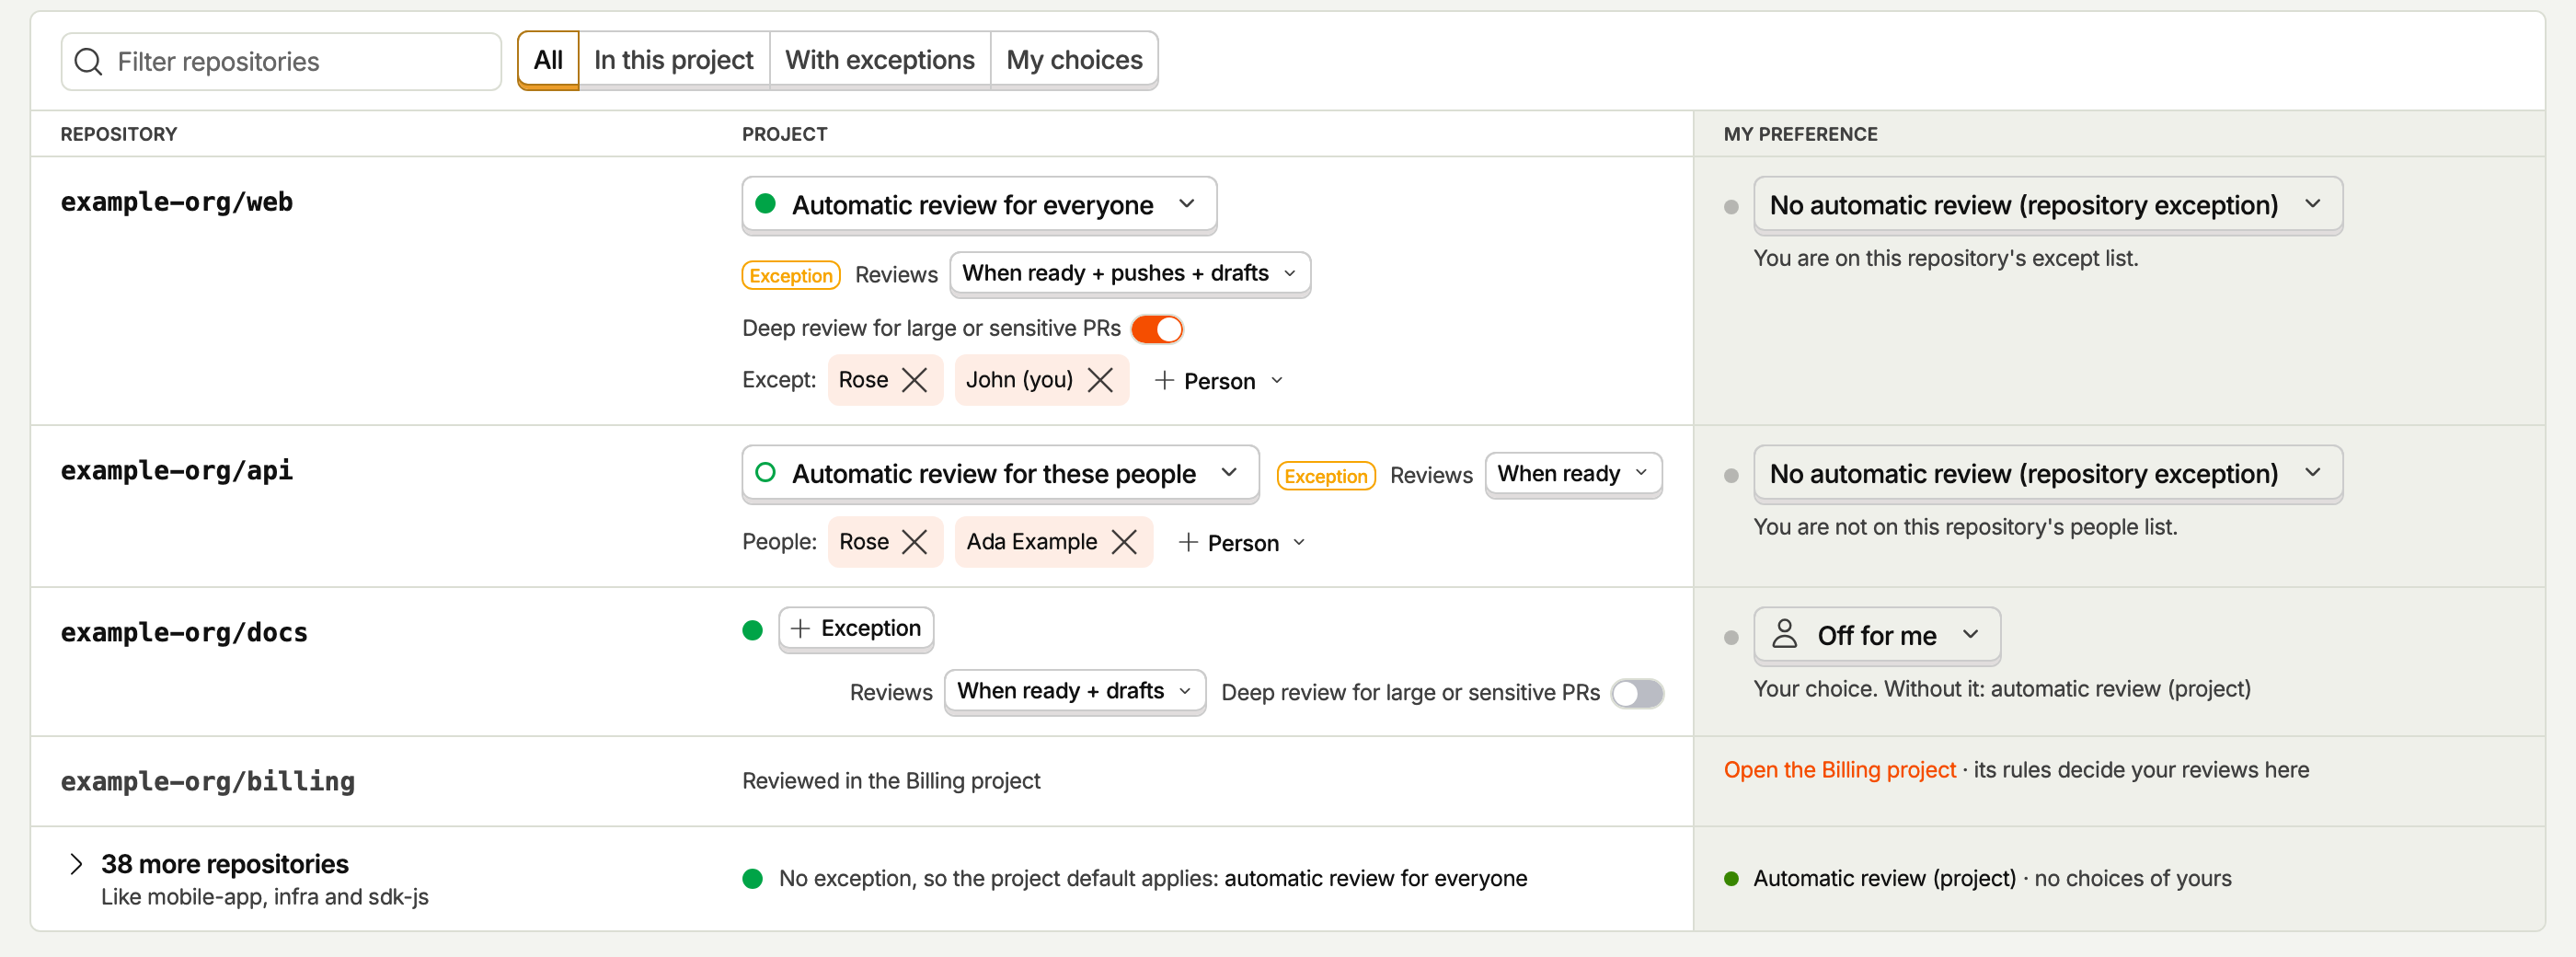 Filter repositories
All
In this project
With exceptions
My choices
REPOSITORY
PROJECT
MY PREFERENCE
example-org/web
Automatic review for everyone
No automatic review (repository exception)
You are on this repository's except list.
Exception Reviews When ready + pushes + drafts
Deep review for large or sensitive PRs
Except: Rose John (you) + Person
example-org/api
Automatic review for these people Exception Reviews When ready
No automatic review (repository exception)
You are not on this repository's people list.
People: Rose Ada Example + Person
example-org/docs
+ Exception
Off for me
Your choice. Without it: automatic review (project)
Reviews When ready + drafts Deep review for large or sensitive PRs
example-org/billing
Reviewed in the Billing project
Open the Billing project · its rules decide your reviews here
38 more repositories
Like mobile-app, infra and sdk-js
No exception, so the project default applies: automatic review for everyone
Automatic review (project) · no choices of yours